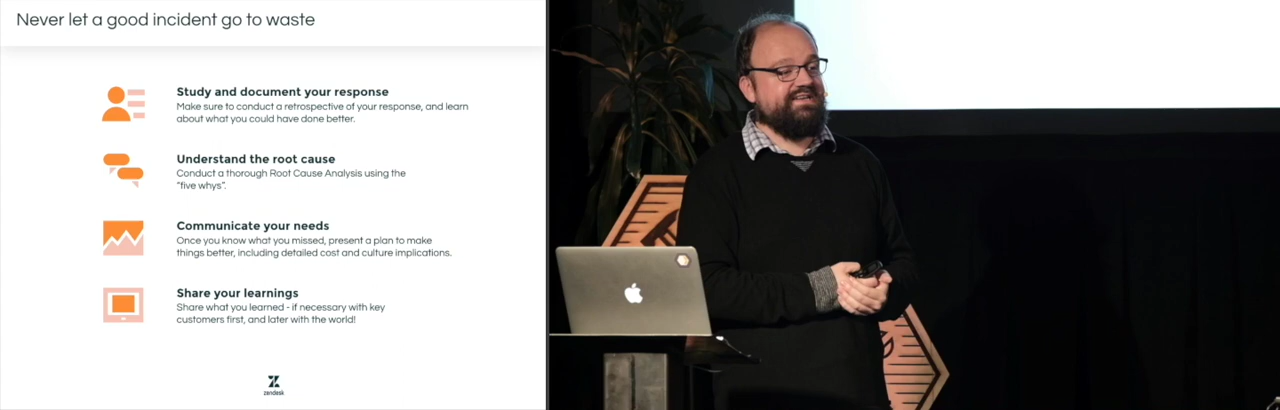 Never let a good incident go to waste
Study and document your response
Make sure to conduct a retrospective of your response, and learn
about what you could have done better.
Understand the root cause
Conduct a thorough Root Cause Analysis using the
"five whys".
Communicate your needs
Once you know what you missed, present a plan to make
things better, including detailed cost and culture implications.
Share your learnings
Share what you learned - if necessary with key
customers first, and later with the world!
zendesk